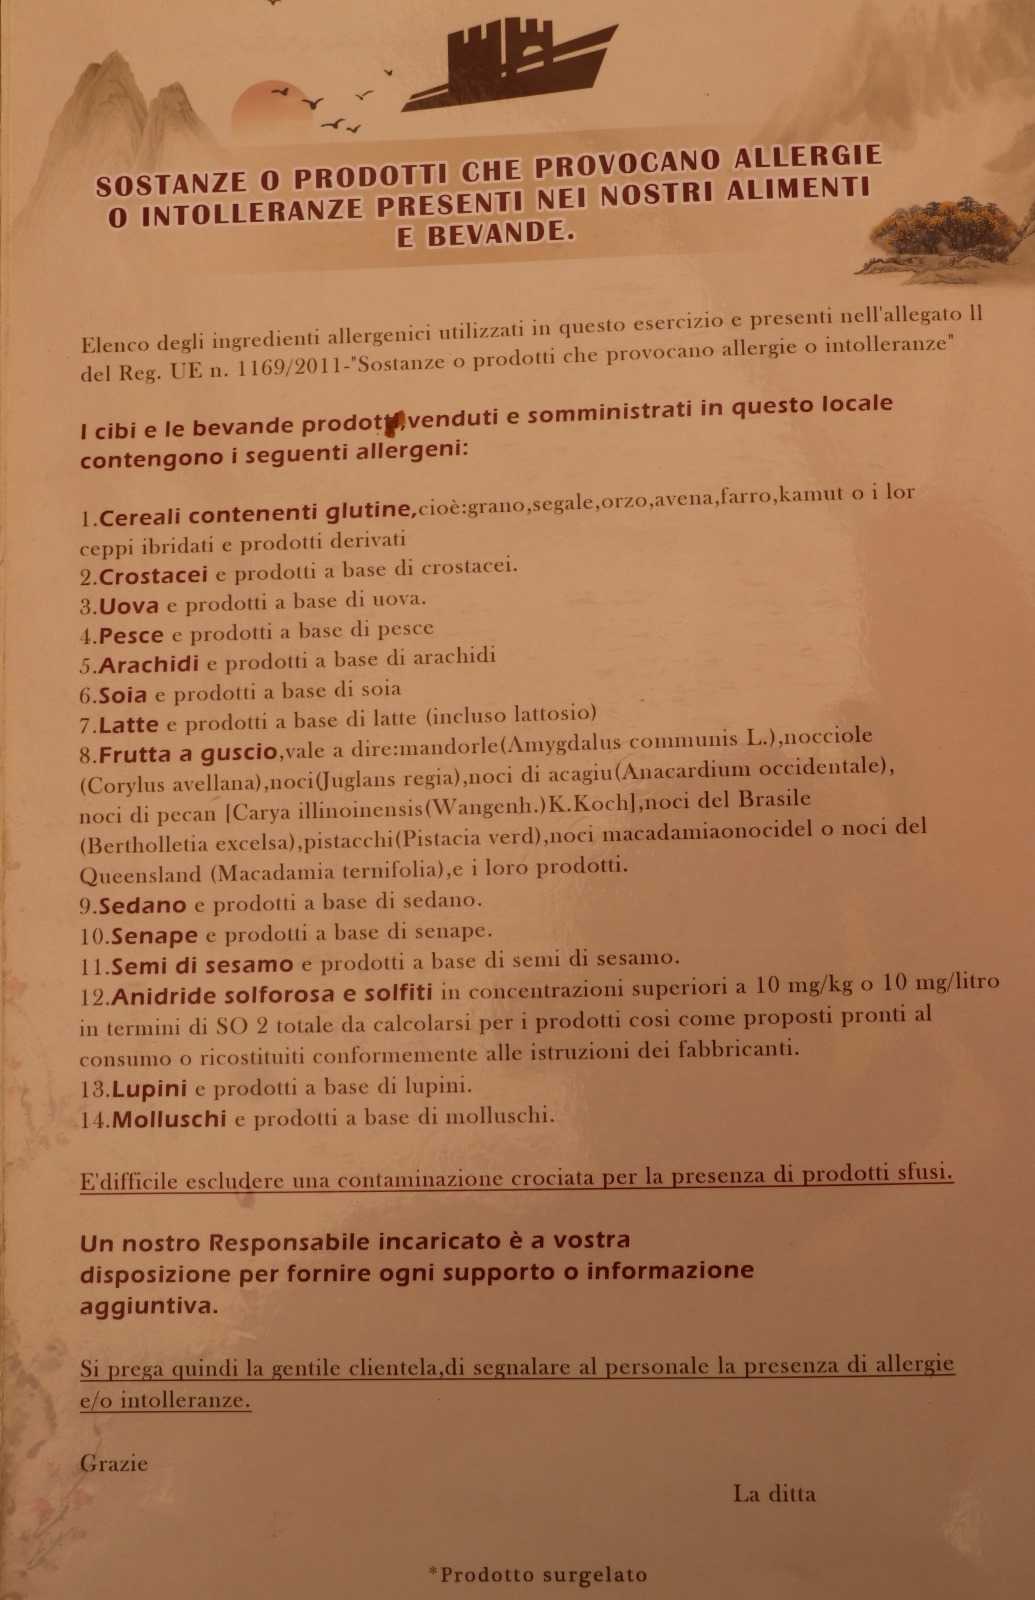 SOSTANZE O PRODOTTI CHE PROVOCANO ALLERGIE
O INTOLLERANZE PRESENTI NEI NOSTRI ALIMENTI
E BEVANDE.
Elenco degli ingredienti allergenici utilizzati in questo esercizio e presenti nell'allegato ll
del Reg. UE n. 1169/2011-"Sostanze o prodotti che provocano allergie o intolleranze"
I cibi e le bevande prodotti,venduti e somministrati in questo locale
contengono i seguenti allergeni:
1.Cereali contenenti glutine,cioè:grano,segale,orzo,avena,farro,kamut o i lor
ceppi ibridati e prodotti derivati
2.Crostacei e prodotti a base di crostacei.
3.Uova e prodotti a base di uova.
4.Pesce e prodotti a base di pesce
5.Arachidi e prodotti a base di arachidi
6.Soia e prodotti a base di soia
7.Latte e prodotti a base di latte (incluso lattosio)
8.Frutta a guscio,vale a dire:mandorle(Amygdalus communis L.),nocciole
(Corylus avellana),noci(Juglans regia),noci di acagiu(Anacardium occidentale),
noci di pecan [Carya illinoinensis(Wangenh.)K.Koch],noci del Brasile
(Bertholletia excelsa),pistacchi(Pistacia verd),noci macadamiaonocidel o noci del
Queensland (Macadamia ternifolia),e i loro prodotti.
9.Sedano e prodotti a base di sedano.
10.Senape e prodotti a base di senape.
11.Semi di sesamo e prodotti a base di semi di sesamo.
12.Anidride solforosa e solfiti in concentrazioni superiori a 10 mg/kg o 10 mg/litro
in termini di SO 2 totale da calcolarsi per i prodotti cosi come proposti pronti al
consumo o ricostituiti conformemente alle istruzioni dei fabbricanti.
13.Lupini e prodotti a base di lupini.
14.Molluschi e prodotti a base di molluschi.
E'difficile escludere una contaminazione crociata per la presenza di prodotti sfusi.
Un nostro Responsabile incaricato è a vostra
disposizione per fornire ogni supporto o informazione
aggiuntiva.
Si prega quindi la gentile clientela,di segnalare al personale la presenza di allergie
e/o intolleranze.
Grazie
La ditta
*Prodotto surgelato